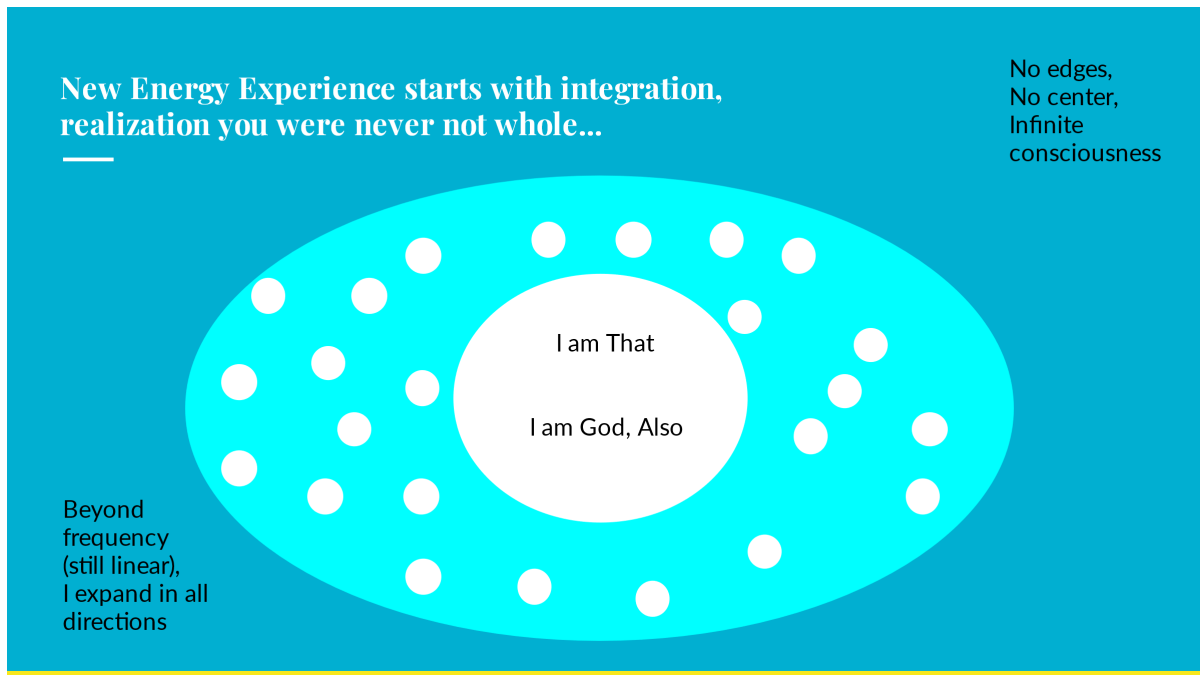 New Energy Experience starts with integration,
realization you were never not whole...
No edges,
No center,
Infinite
consciousness
I am That
I am God, Also
Beyond
frequency
(still linear),
I expand in all
directions